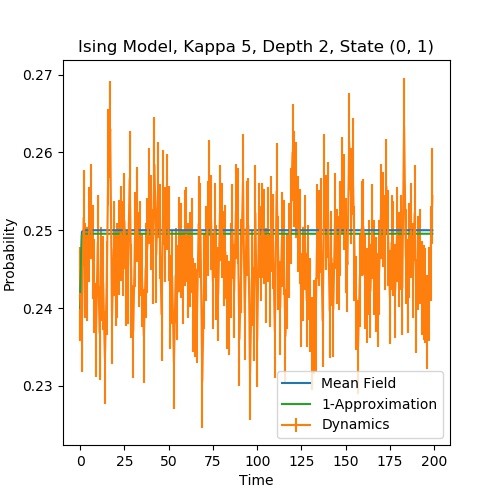 Ising Model, Kappa 5, Depth 2, State (0, 1)
0.27
0.26
0.25
0.24
0.23
Probability
Mean Field
1-Approximation
Dynamics
0 25 50 75 100 125 150 175 200
Time